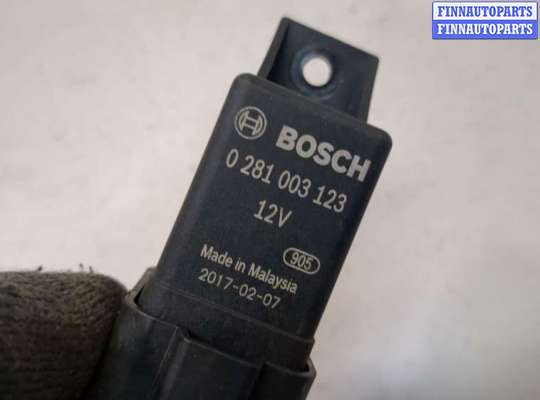 FINNAUTOPARTS
FINNAUTOPARTS
BOSCH
0 281 003 123
12V
905
Made in Malaysia
2017-02-07